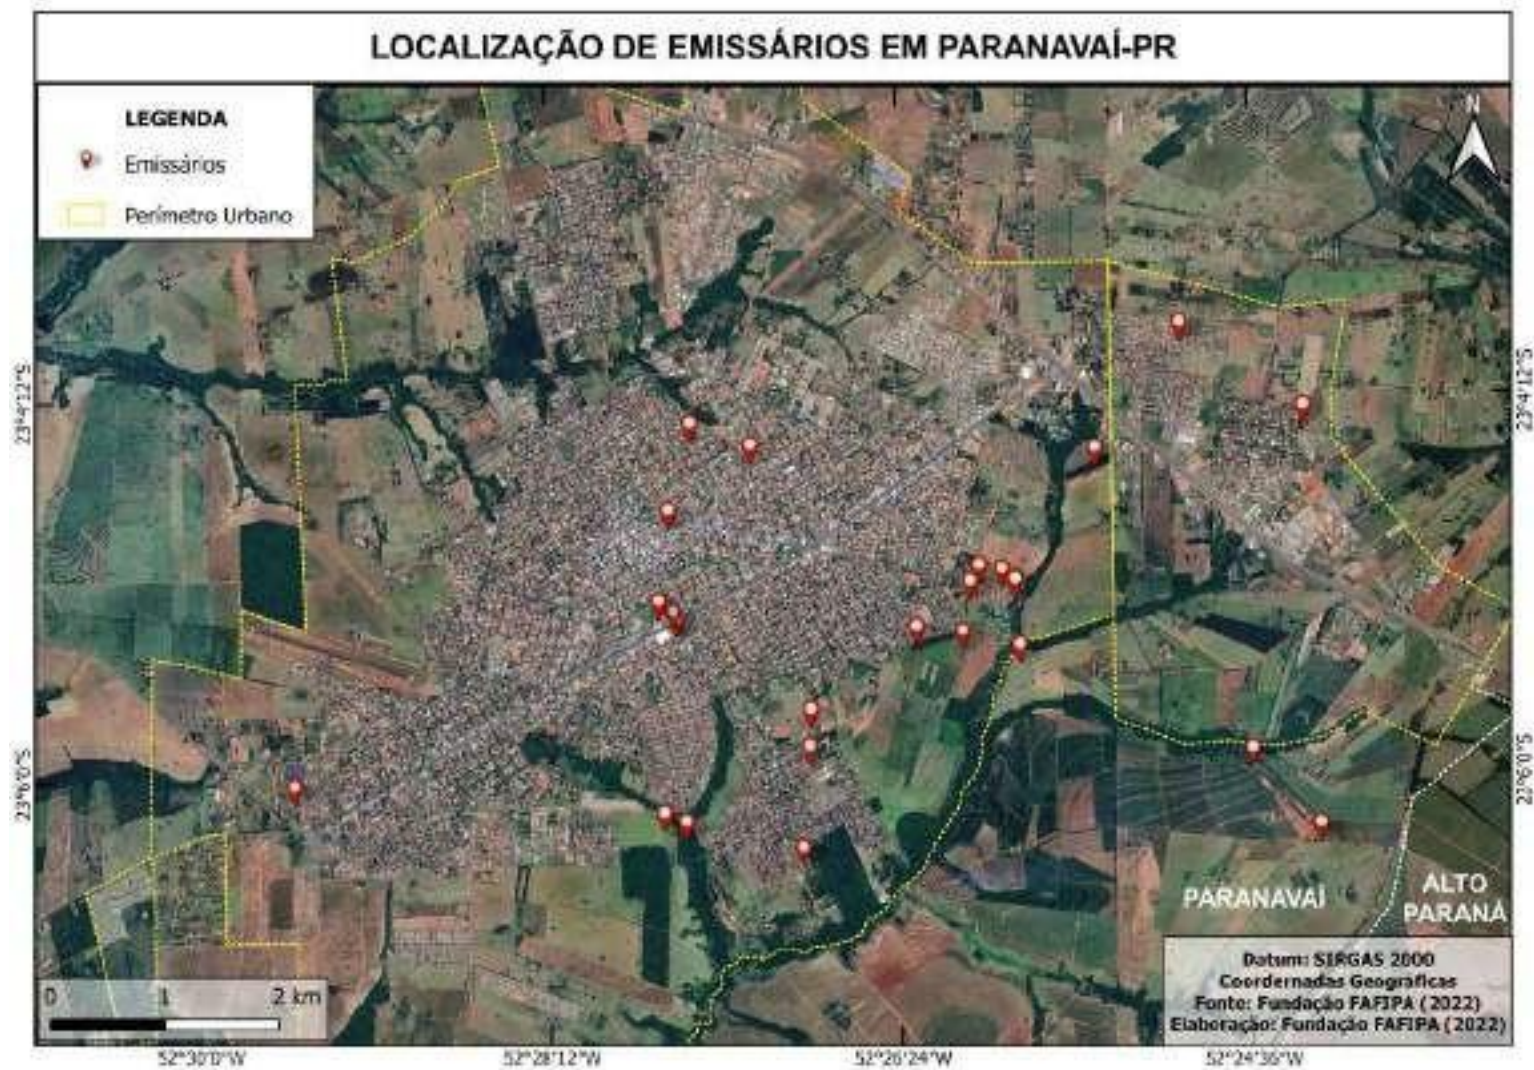 LOCALIZAÇÃO DE EMISSÁRIOS EM PARANAVAÍ-PR
LEGENDA
Emissários
Perímetro Urbano
N
23°4'12"S
23°4'12"S
23°6'0"S
23°6'0"S
PARANAVAÍ
ALTO
PARANÁ
0 1 2 km
Datum: SIRGAS 2000
Coordernadas Geográficas
Fonte: Fundação FAFIPA (2022)
Elaboração: Fundação FAFIPA (2022)
52°30'0"W 52°28'12"W 52°26'24"W 52°24'36"W